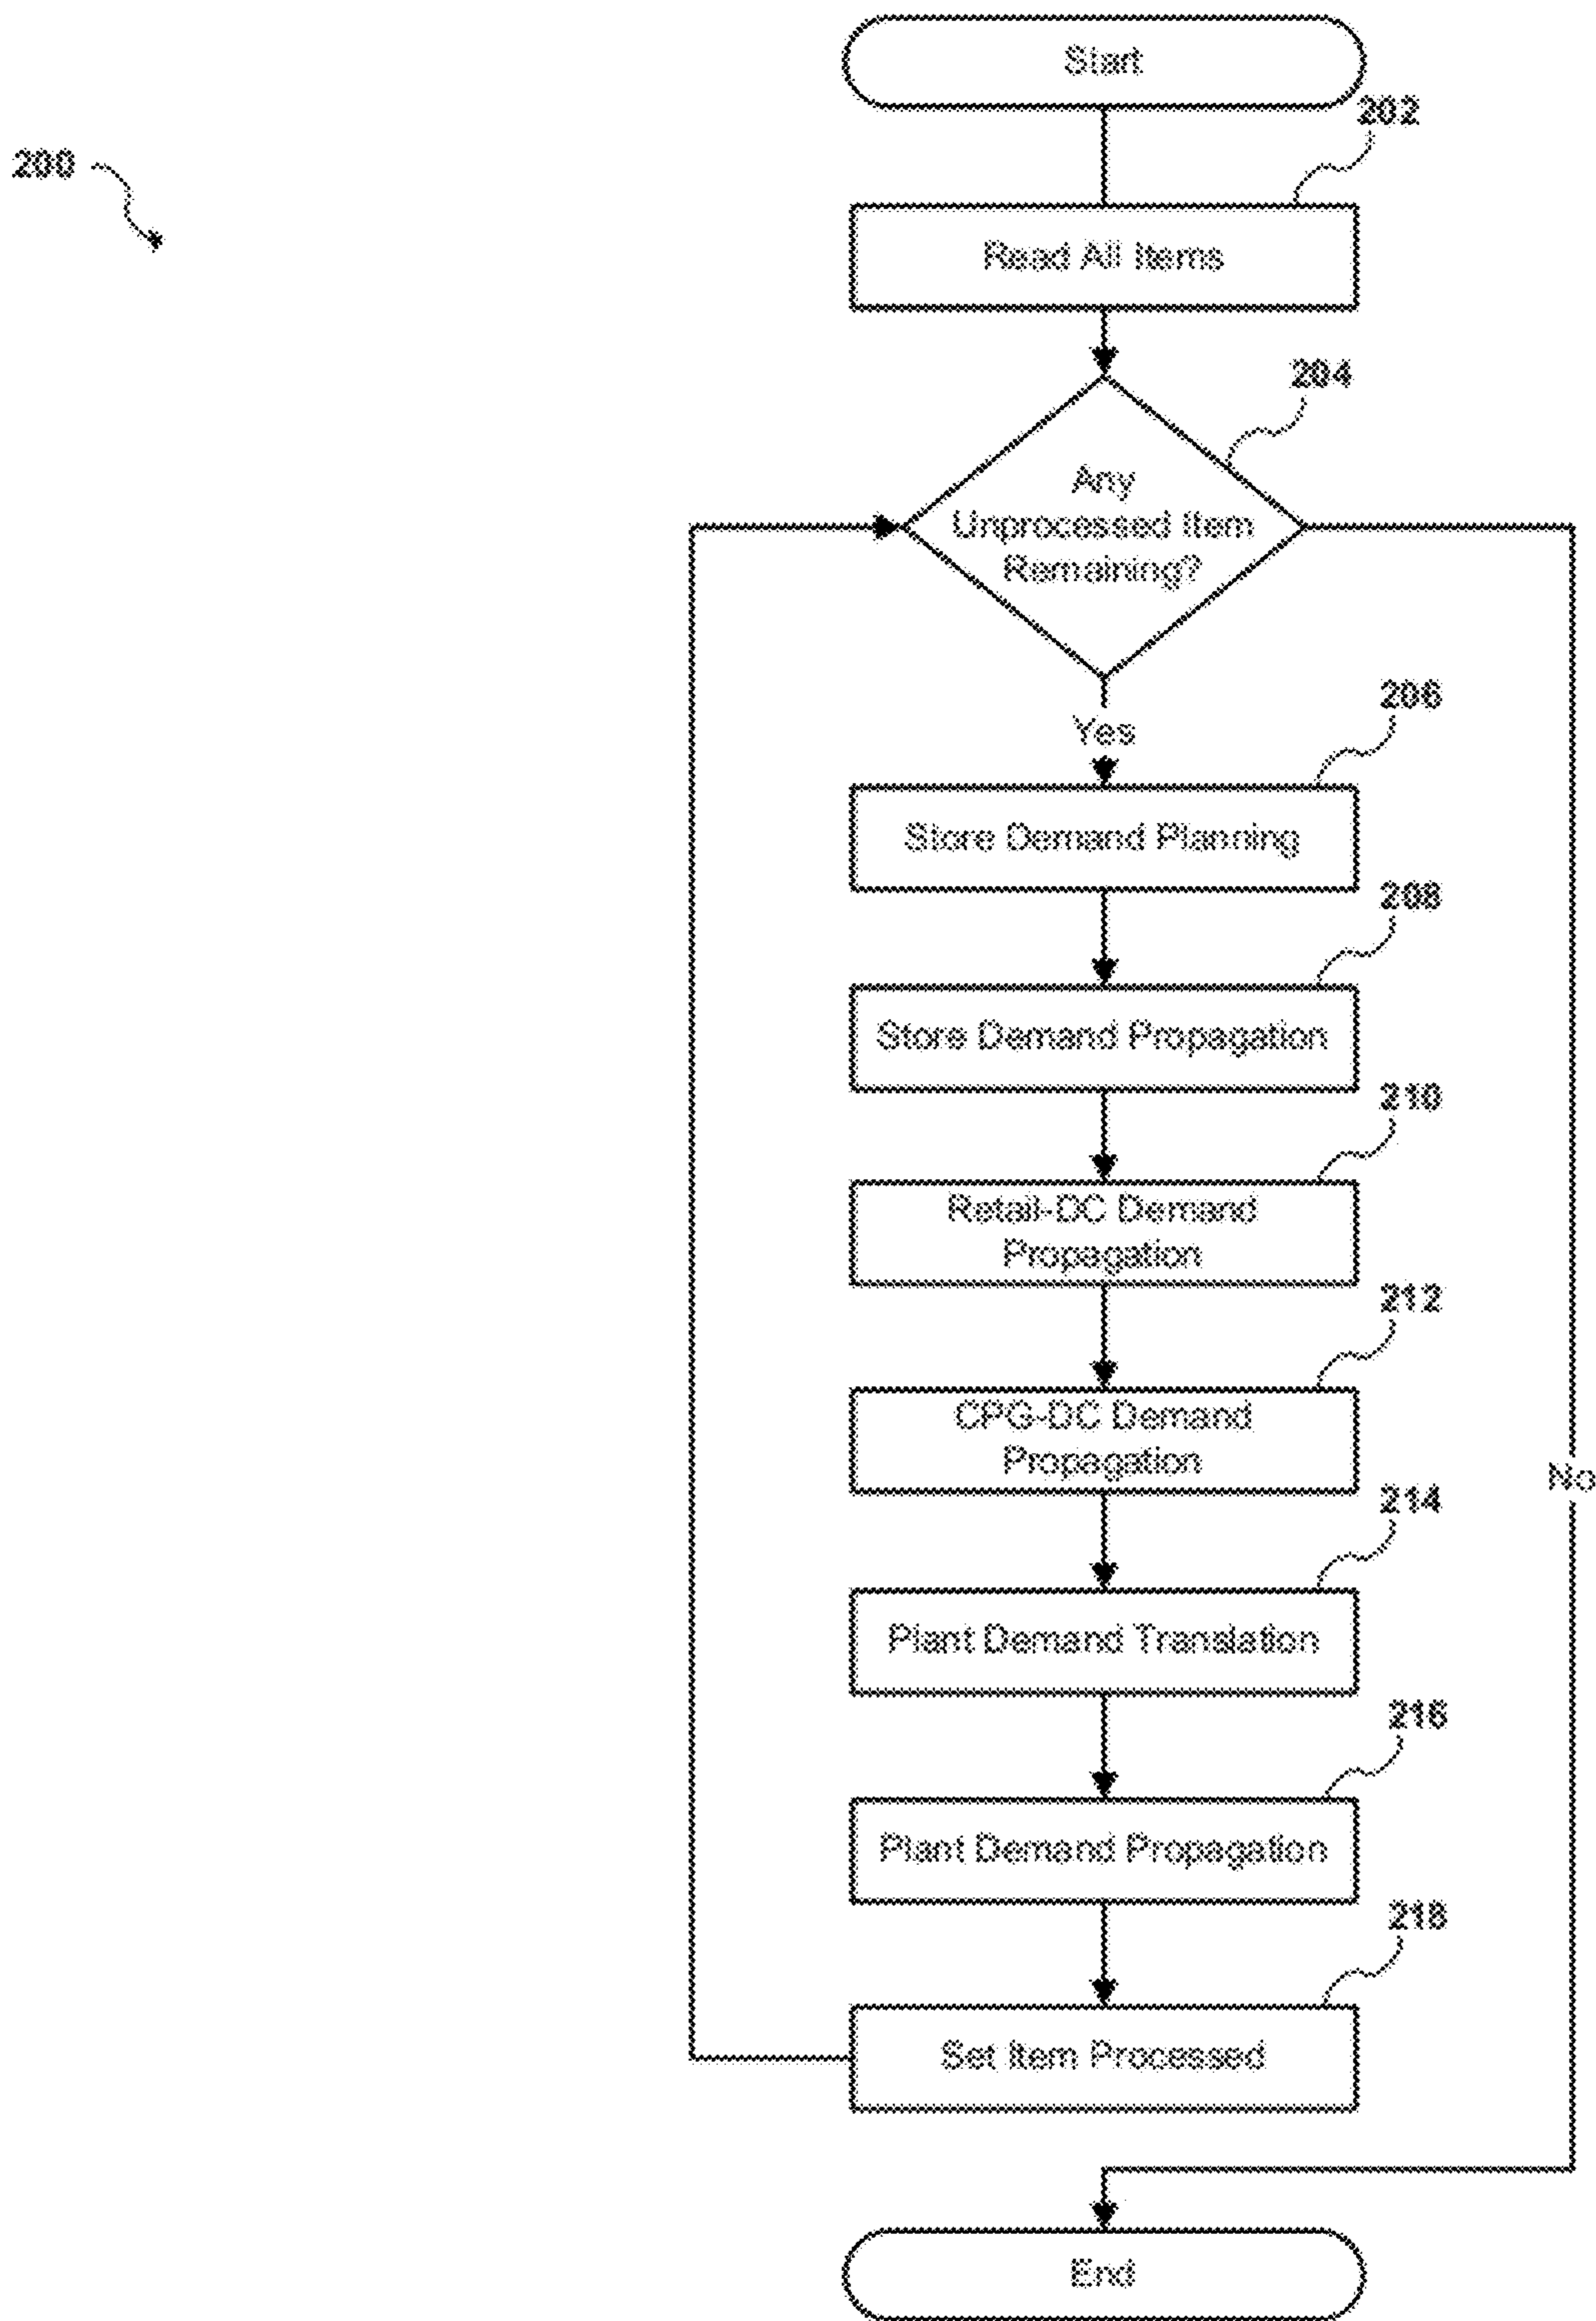 Start
202
200
Read All Items
204
Any
Unprocessed Item
Remaining?
Yes
206
Store Demand Planning
208
Store Demand Propagation
210
Retail-DC Demand
Propagation
212
CPG-DC Demand
Propagation
No
214
Plant Demand Translation
216
Plant Demand Propagation
218
Set Item Processed
End